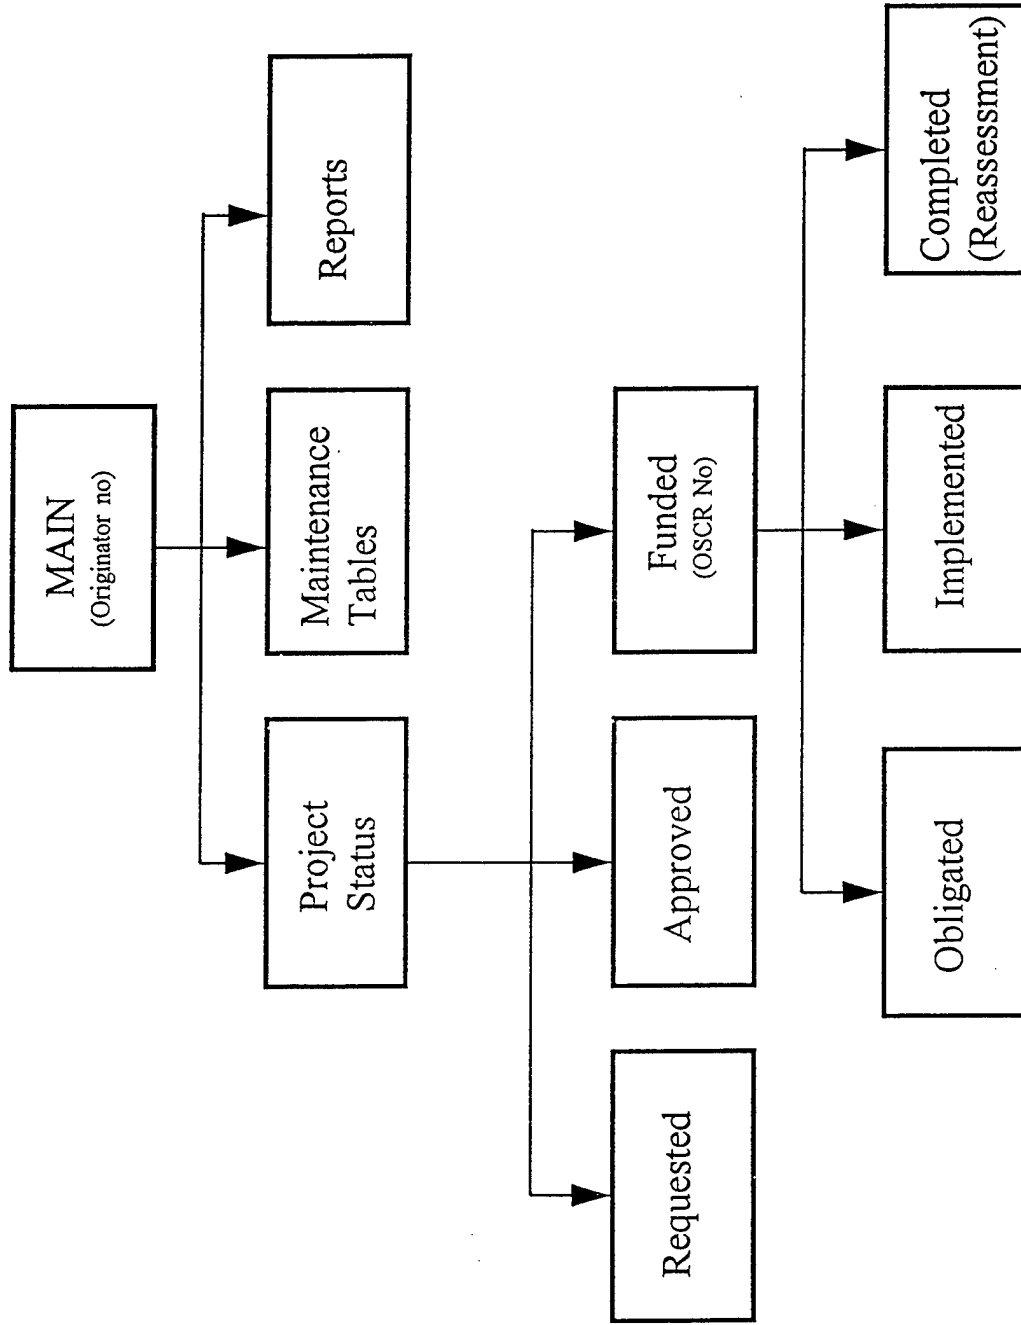 MAIN
(Originator no)
Project
Status
Maintenance
Tables
Reports
Requested
Approved
Funded
(OSCR No)
Obligated
Implemented
Completed
(Reassessment)